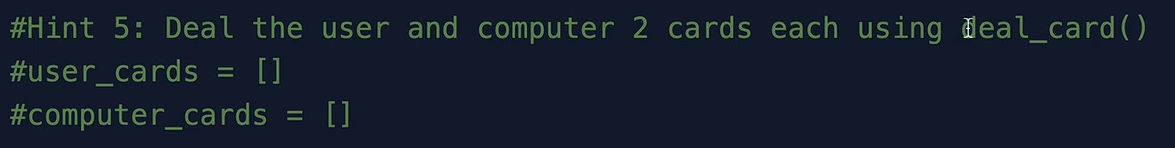 #Hint 5: Deal the user and computer 2 cards each using deal_card()
#user_cards = []
#computer_cards = []